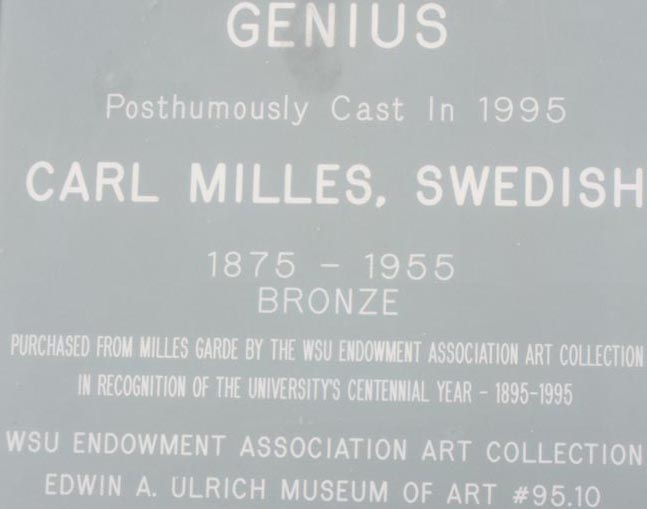 GENIUS
Posthumously Cast In 1995
CARL MILLES, SWEDISH
1875 - 1955
BRONZE
PURCHASED FROM MILLES GARDE BY THE WSU ENDOWMENT ASSOCIATION ART COLLECTION
IN RECOGNITION OF THE UNIVERSITY'S CENTENNIAL YEAR - 1895-1995
WSU ENDOWMENT ASSOCIATION ART COLLECTION
EDWIN A. ULRICH MUSEUM OF ART #95.10